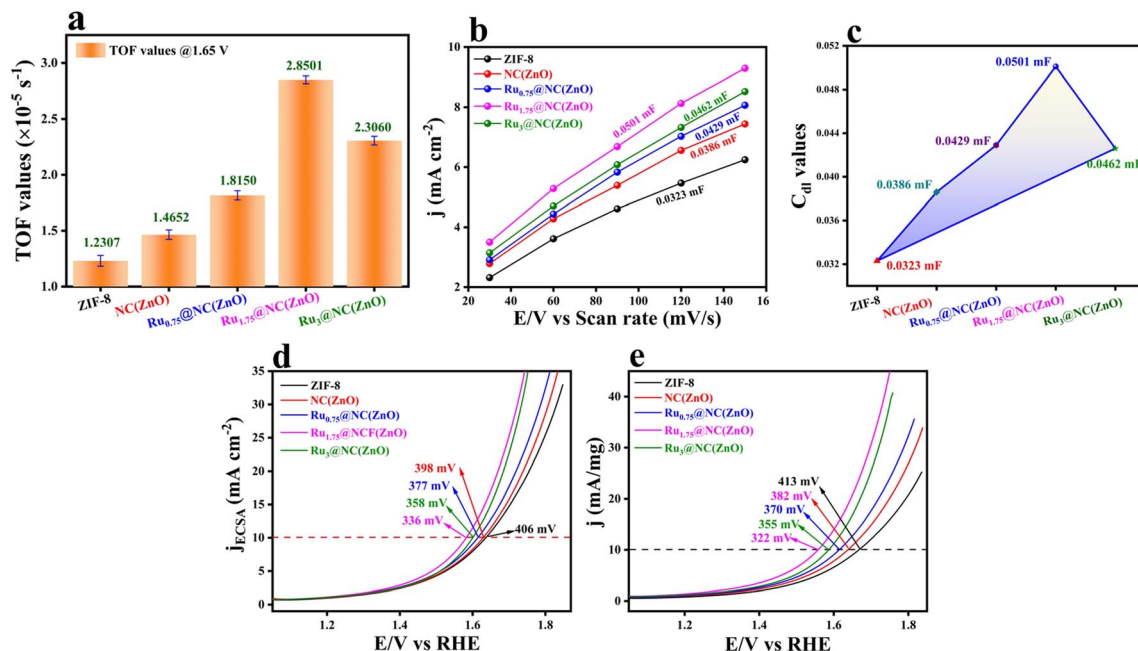 a
TOF values @1.65 V
TOF values (×10⁻⁵ s⁻¹)
3.0
2.5
2.0
1.5
1.0
1.2307
1.4652
1.8150
2.8501
2.3060
ZIF-8
NC(ZnO)
Ru0.75@NC(ZnO)
Ru1.75@NC(ZnO)
Ru3@NC(ZnO)
b
j (mA cm⁻²)
10
8
6
4
2
ZIF-8
NC(ZnO)
Ru0.75@NC(ZnO)
Ru1.75@NC(ZnO)
Ru3@NC(ZnO)
0.0501 mF
0.0462 mF
0.0429 mF
0.0386 mF
0.0323 mF
20 40 60 80 100 120 140 16
E/V vs Scan rate (mV/s)
c
Cdl values
0.052
0.048
0.044
0.040
0.036
0.032
0.0501 mF
0.0429 mF
0.0462 mF
0.0386 mF
0.0323 mF
ZIF-8
NC(ZnO)
Ru0.75@NC(ZnO)
Ru1.75@NC(ZnO)
Ru3@NC(ZnO)
d
jECSA (mA cm⁻²)
35
30
25
20
15
10
5
0
ZIF-8
NC(ZnO)
Ru0.75@NC(ZnO)
Ru1.75@NCF(ZnO)
Ru3@NC(ZnO)
398 mV
377 mV
358 mV
336 mV
406 mV
1.2 1.4 1.6 1.8
E/V vs RHE
e
j (mA/mg)
40
30
20
10
0
ZIF-8
NC(ZnO)
Ru0.75@NC(ZnO)
Ru1.75@NC(ZnO)
Ru3@NC(ZnO)
413 mV
382 mV
370 mV
355 mV
322 mV
1.2 1.4 1.6 1.8
E/V vs RHE